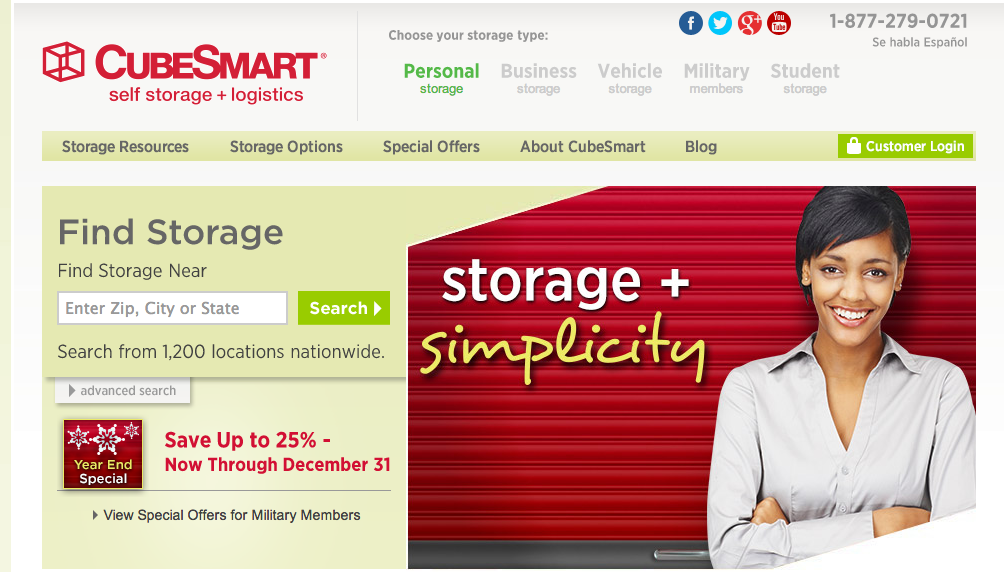 CUBESMART®
self storage + logistics
Choose your storage type:
Personal
storage
Business
storage
Vehicle
storage
Military
members
Student
storage
f
g+
You
Tube
1-877-279-0721
Se habla Español
Storage Resources
Storage Options
Special Offers
About CubeSmart
Blog
Customer Login
Find Storage
Find Storage Near
Enter Zip, City or State
Search
Search from 1,200 locations nationwide.
advanced search
Year End
Special
Save Up to 25% -
Now Through December 31
View Special Offers for Military Members
storage +
simplicity